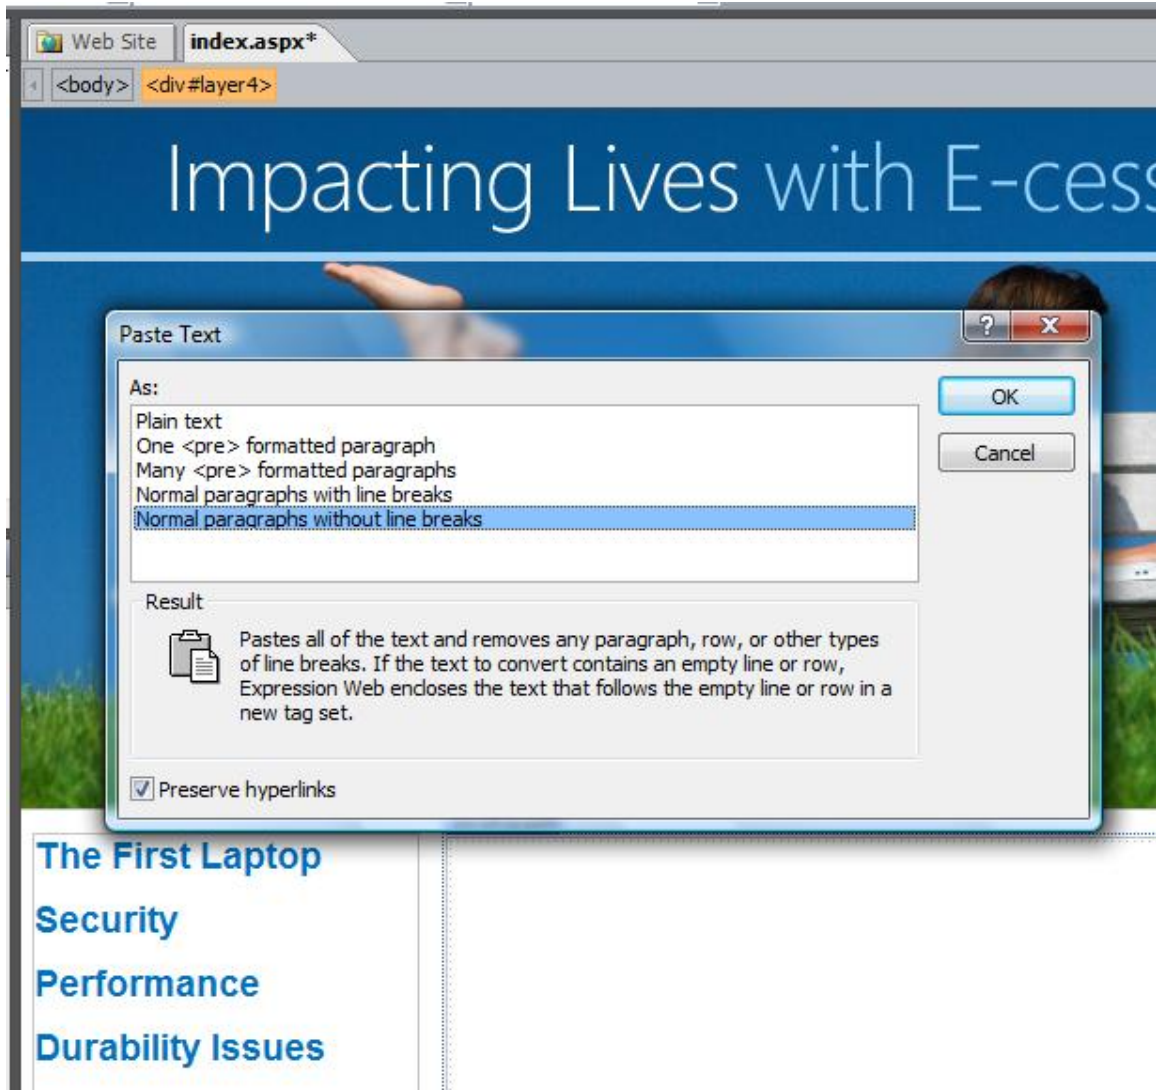 Web Site
index.aspx*
<body>
<div#layer4>
Impacting Lives with E-cess
Paste Text
?
X
As:
Plain text
One <pre> formatted paragraph
Many <pre> formatted paragraphs
Normal paragraphs with line breaks
Normal paragraphs without line breaks
OK
Cancel
Result
Pastes all of the text and removes any paragraph, row, or other types
of line breaks. If the text to convert contains an empty line or row,
Expression Web encloses the text that follows the empty line or row in a
new tag set.
Preserve hyperlinks
The First Laptop
Security
Performance
Durability Issues